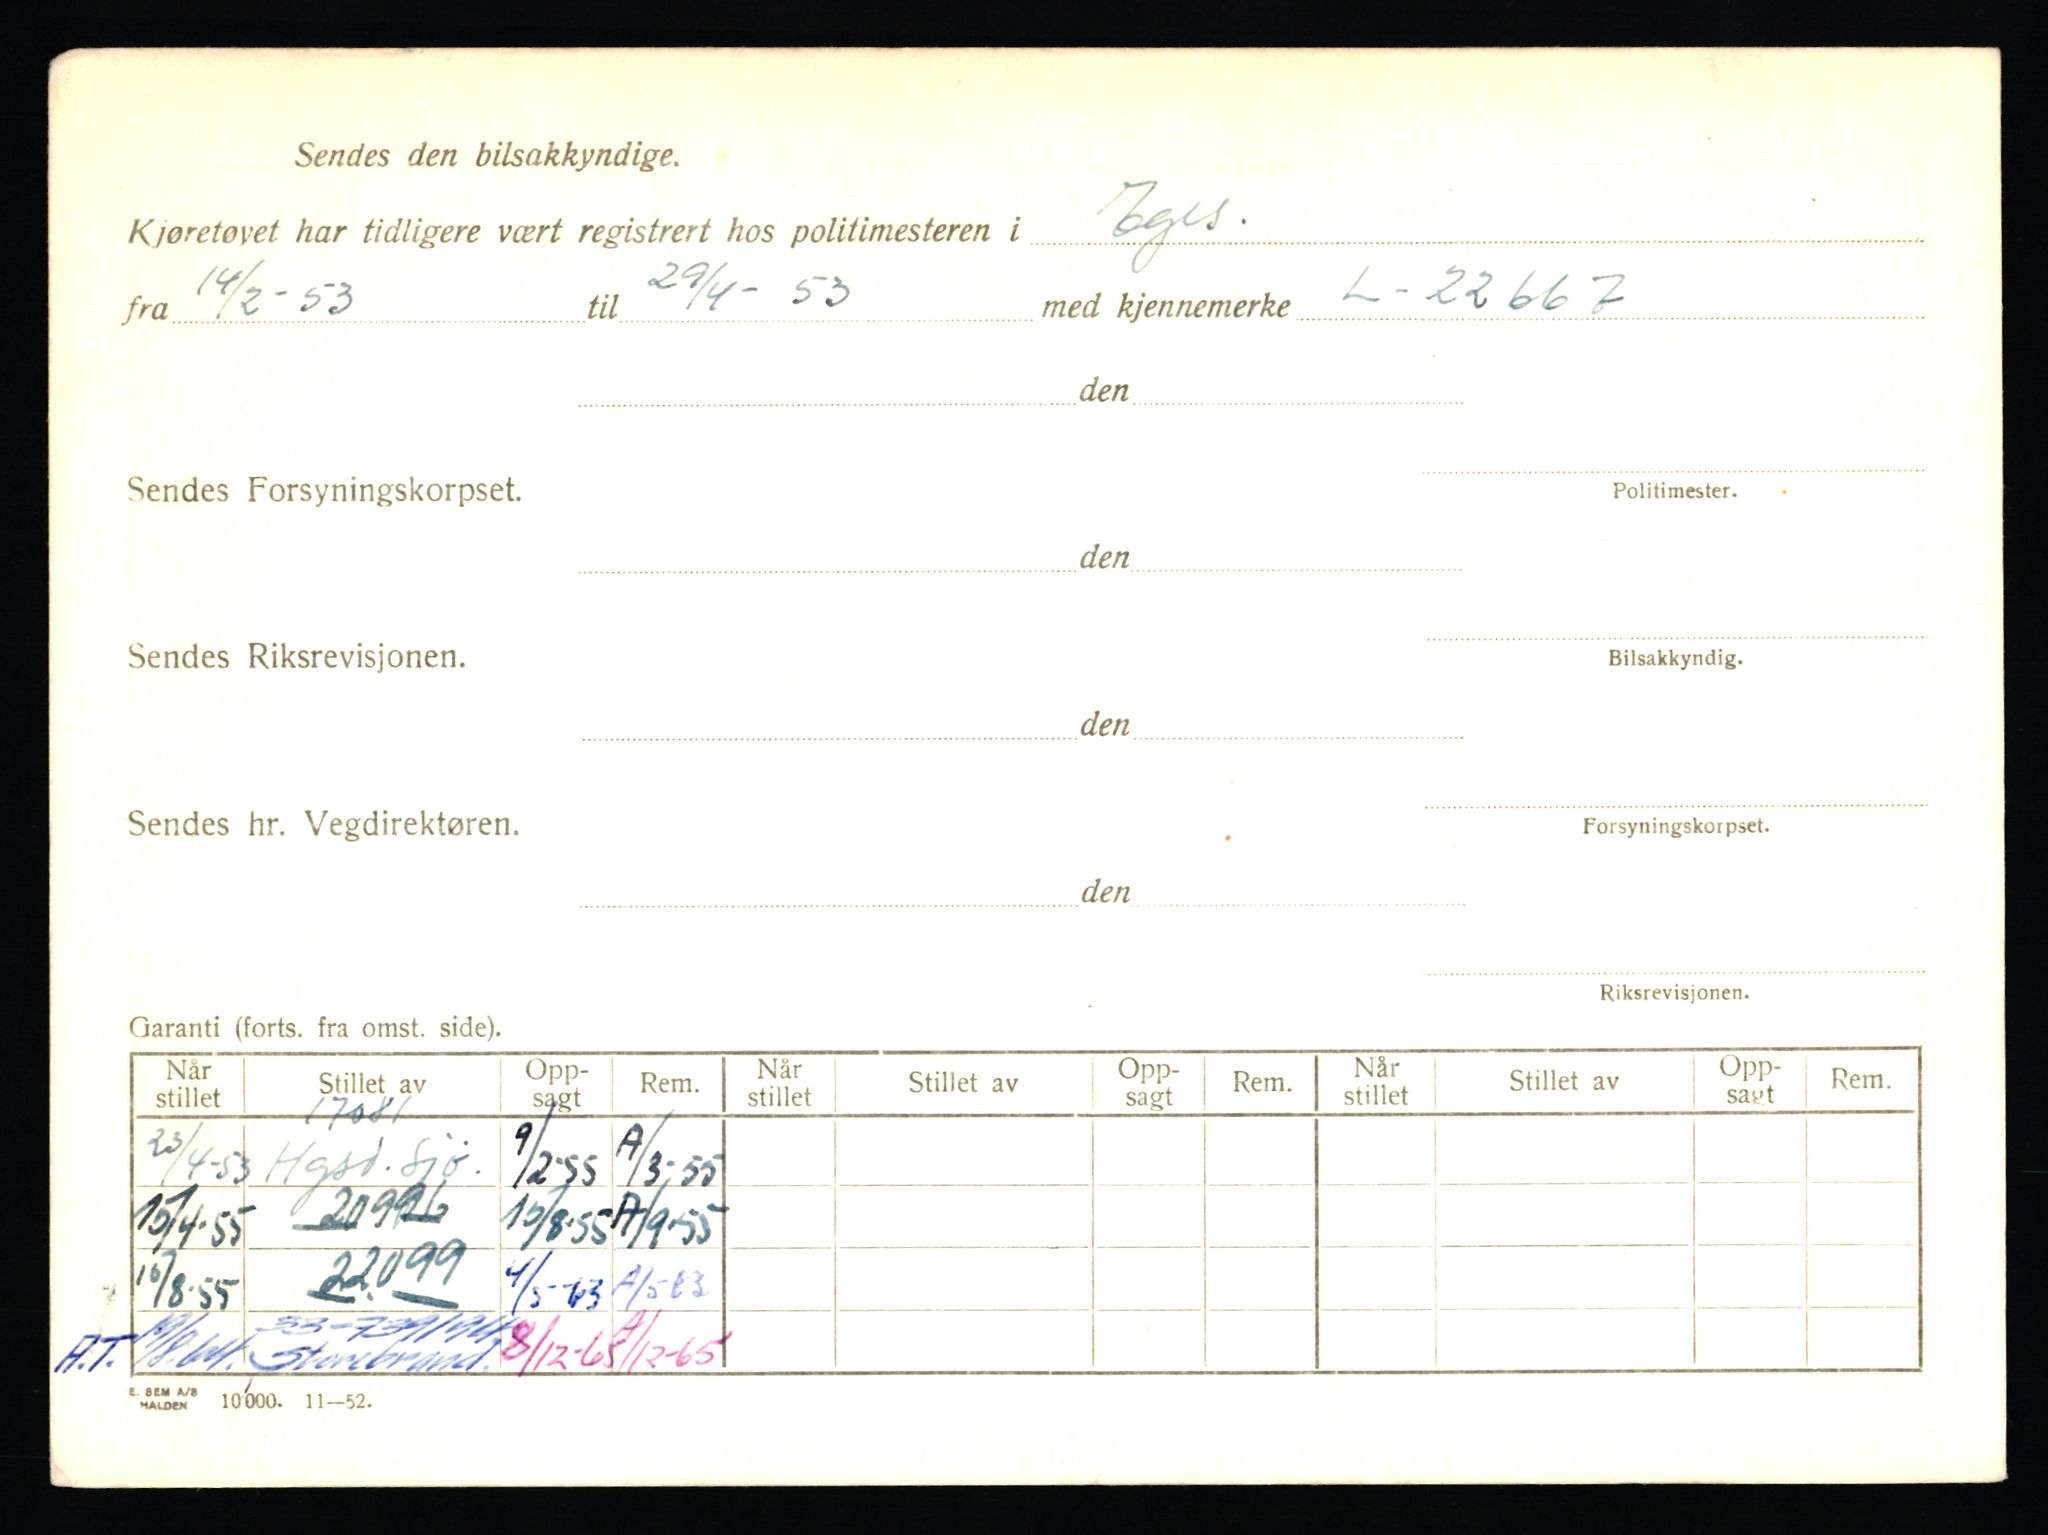 Sendes den bilsakkyndige.
Kjøretøyet har tidligere vært registrert hos politimesteren i Egrs.
fra 14/2-53 til 29/4-53 med kjennemerke L-22667
den
Politimester.
Sendes Forsyningskorpset.
den
Bilsakkyndig.
Sendes Riksrevisjonen.
den
Forsyningskorpset.
Sendes hr. Vegdirektøren.
den
Riksrevisjonen.
Garanti (forts. fra omst. side).
Når stillet Stillet av Opp-sagt Rem. Når stillet Stillet av Opp-sagt Rem. Når stillet Stillet av Opp-sagt Rem.
17081
23/4-53 Hgsd. Sjø. 9/2-55 A/3-55
15/4-55 20996 15/8-55 A/9-55
16/8-55 22099 4/5-63 A/5-63
33-739194
A.T. Storebrand. 8/12-65 A/12-65
E. SEM A/S HALDEN 10000. 11—52.